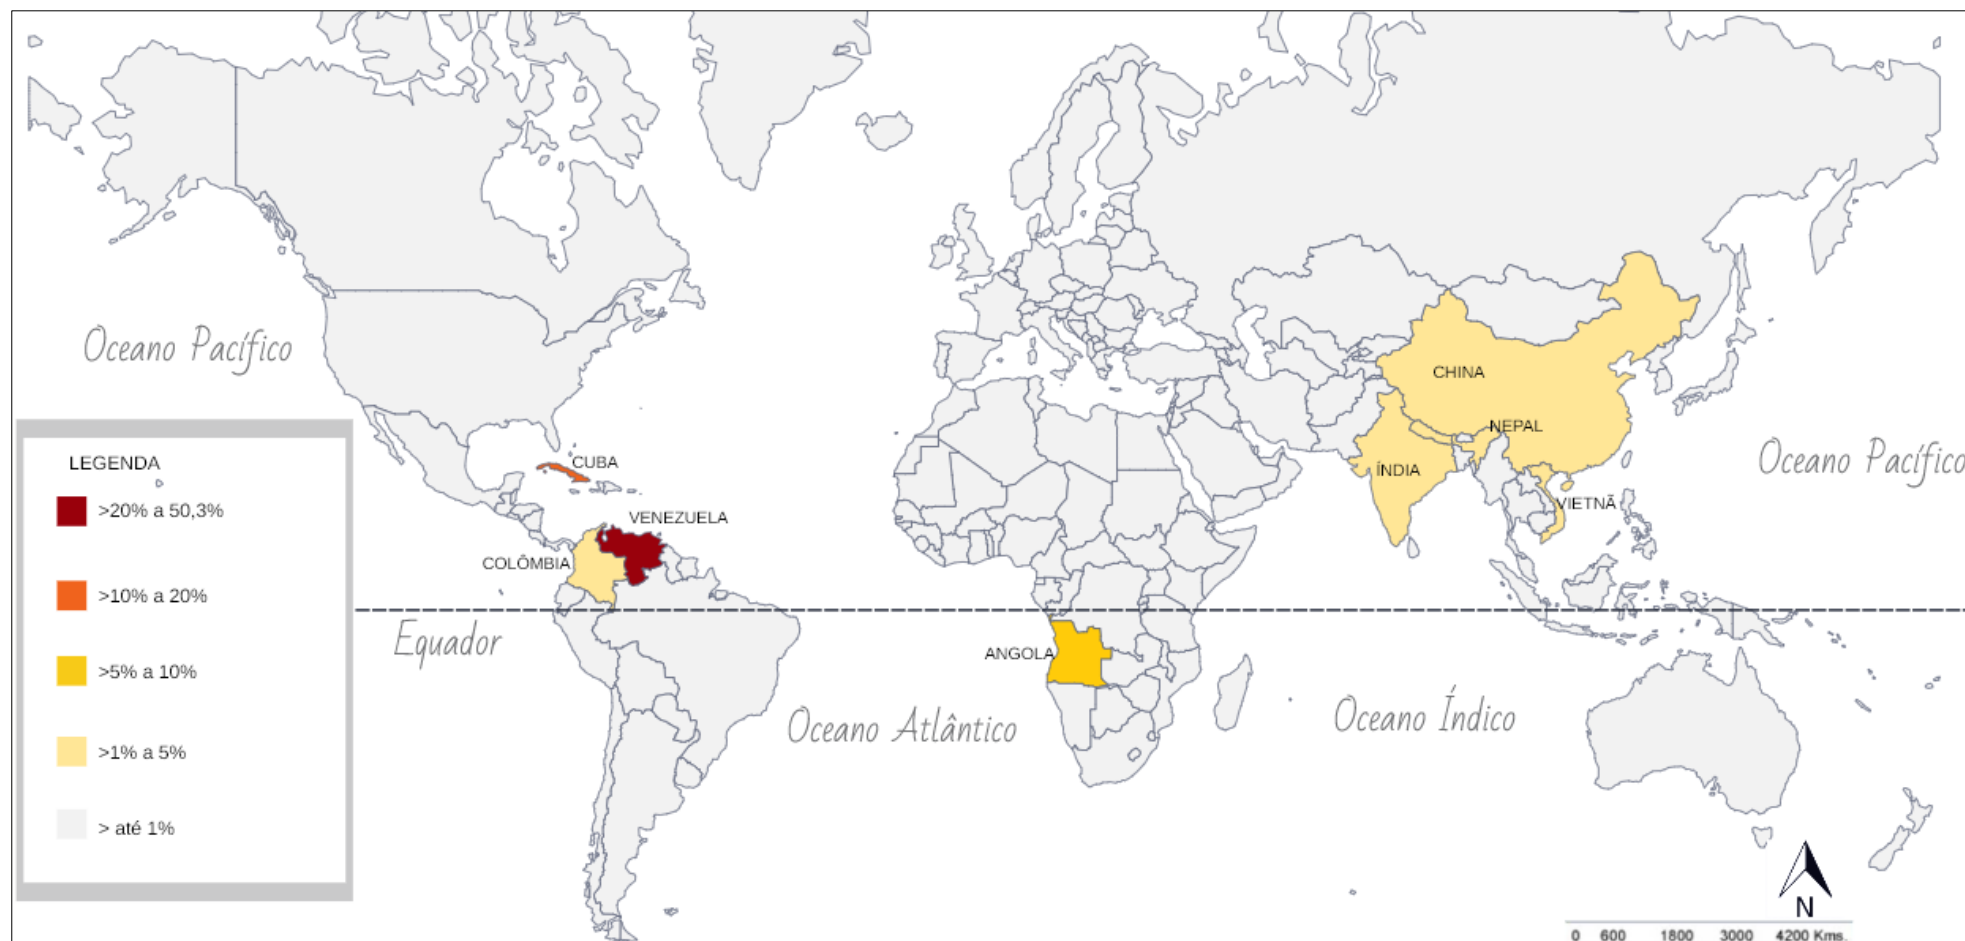 Oceano Pacífico
CHINA
NEPAL
Oceano Pacífico
ÍNDIA
VIETNÃ
CUBA
VENEZUELA
COLÔMBIA
Equador
ANGOLA
Oceano Atlântico
Oceano Índico
LEGENDA
>20% a 50,3%
>10% a 20%
>5% a 10%
>1% a 5%
> até 1%
N
0 600 1800 3000 4200 Kms.